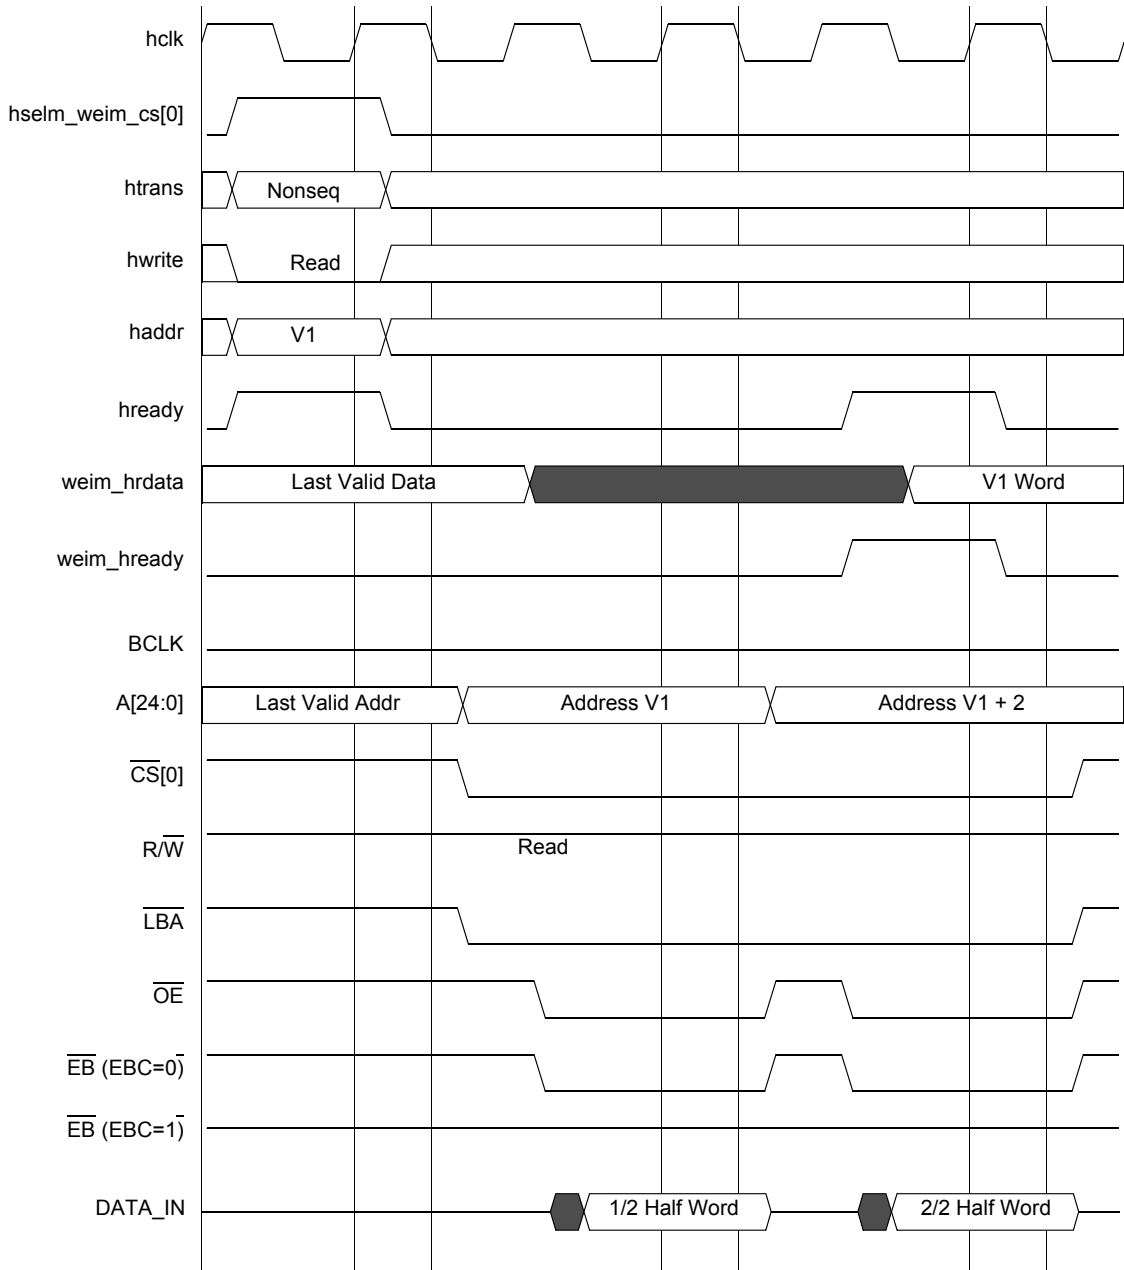 hclk
hselm_weim_cs[0]
htrans Nonseq
hwrite Read
haddr V1
hready
weim_hrdata Last Valid Data V1 Word
weim_hready
BCLK
A[24:0] Last Valid Addr Address V1 Address V1 + 2
CS[0]
R/W Read
LBA
OE
EB (EBC=0)
EB (EBC=1)
DATA_IN 1/2 Half Word 2/2 Half Word